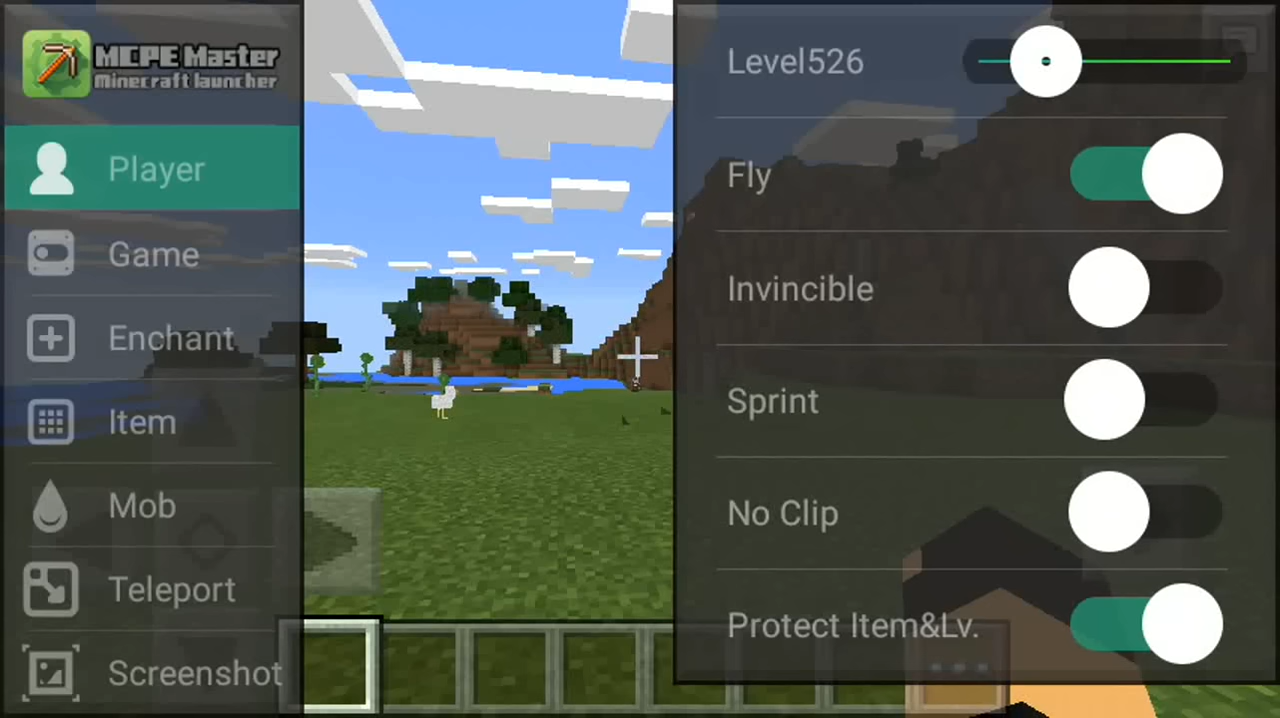 MCPE Master
Minecraft launcher
Player
Game
Enchant
Item
Mob
Teleport
Screenshot
Level526
Fly
Invincible
Sprint
No Clip
Protect Item&Lv.